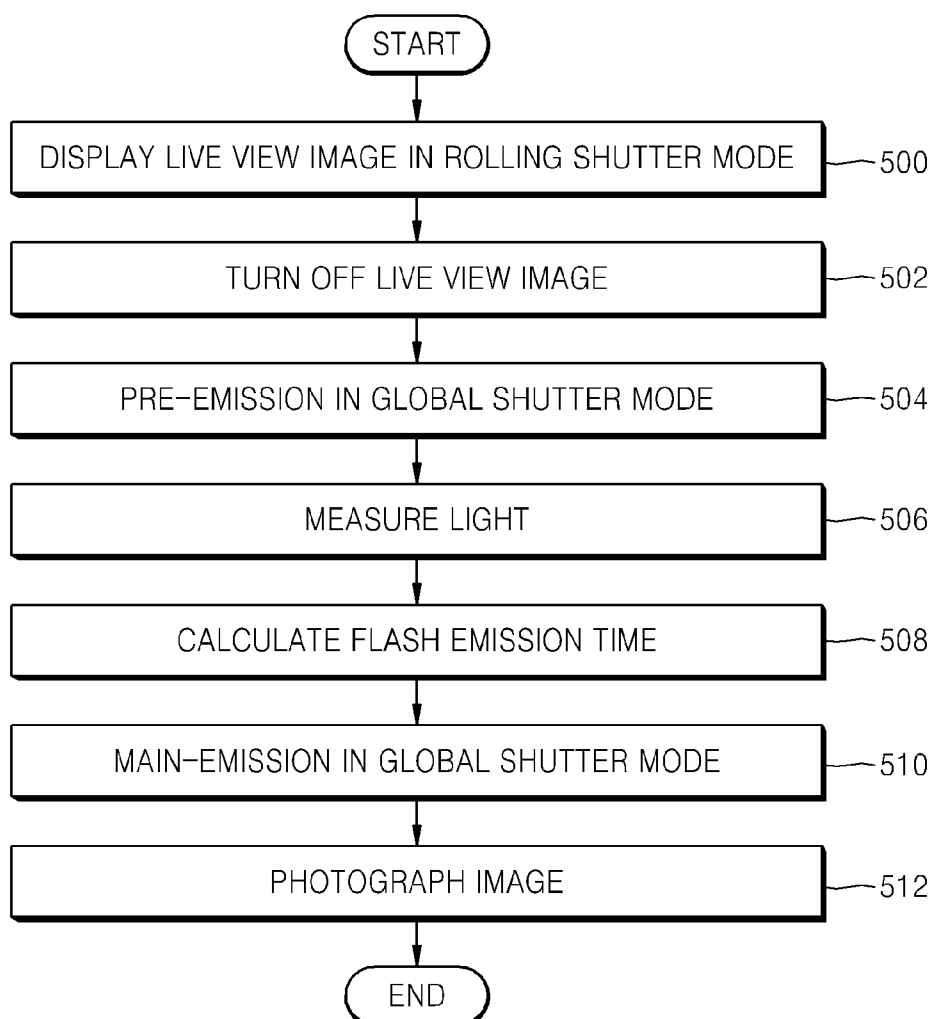 START
DISPLAY LIVE VIEW IMAGE IN ROLLING SHUTTER MODE 500
TURN OFF LIVE VIEW IMAGE 502
PRE-EMISSION IN GLOBAL SHUTTER MODE 504
MEASURE LIGHT 506
CALCULATE FLASH EMISSION TIME 508
MAIN-EMISSION IN GLOBAL SHUTTER MODE 510
PHOTOGRAPH IMAGE 512
END